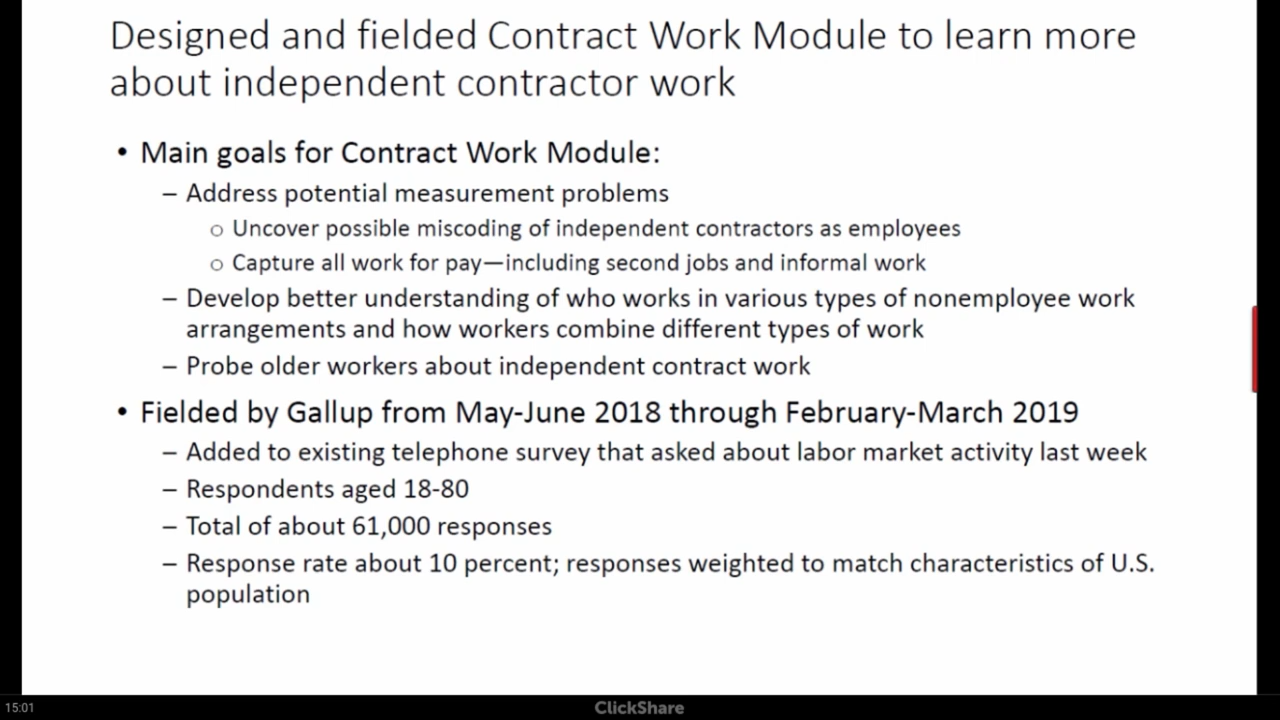 Designed and fielded Contract Work Module to learn more
about independent contractor work
• Main goals for Contract Work Module:
– Address potential measurement problems
o Uncover possible miscoding of independent contractors as employees
o Capture all work for pay—including second jobs and informal work
– Develop better understanding of who works in various types of nonemployee work
arrangements and how workers combine different types of work
– Probe older workers about independent contract work
• Fielded by Gallup from May-June 2018 through February-March 2019
– Added to existing telephone survey that asked about labor market activity last week
– Respondents aged 18-80
– Total of about 61,000 responses
– Response rate about 10 percent; responses weighted to match characteristics of U.S.
population
15:01
ClickShare